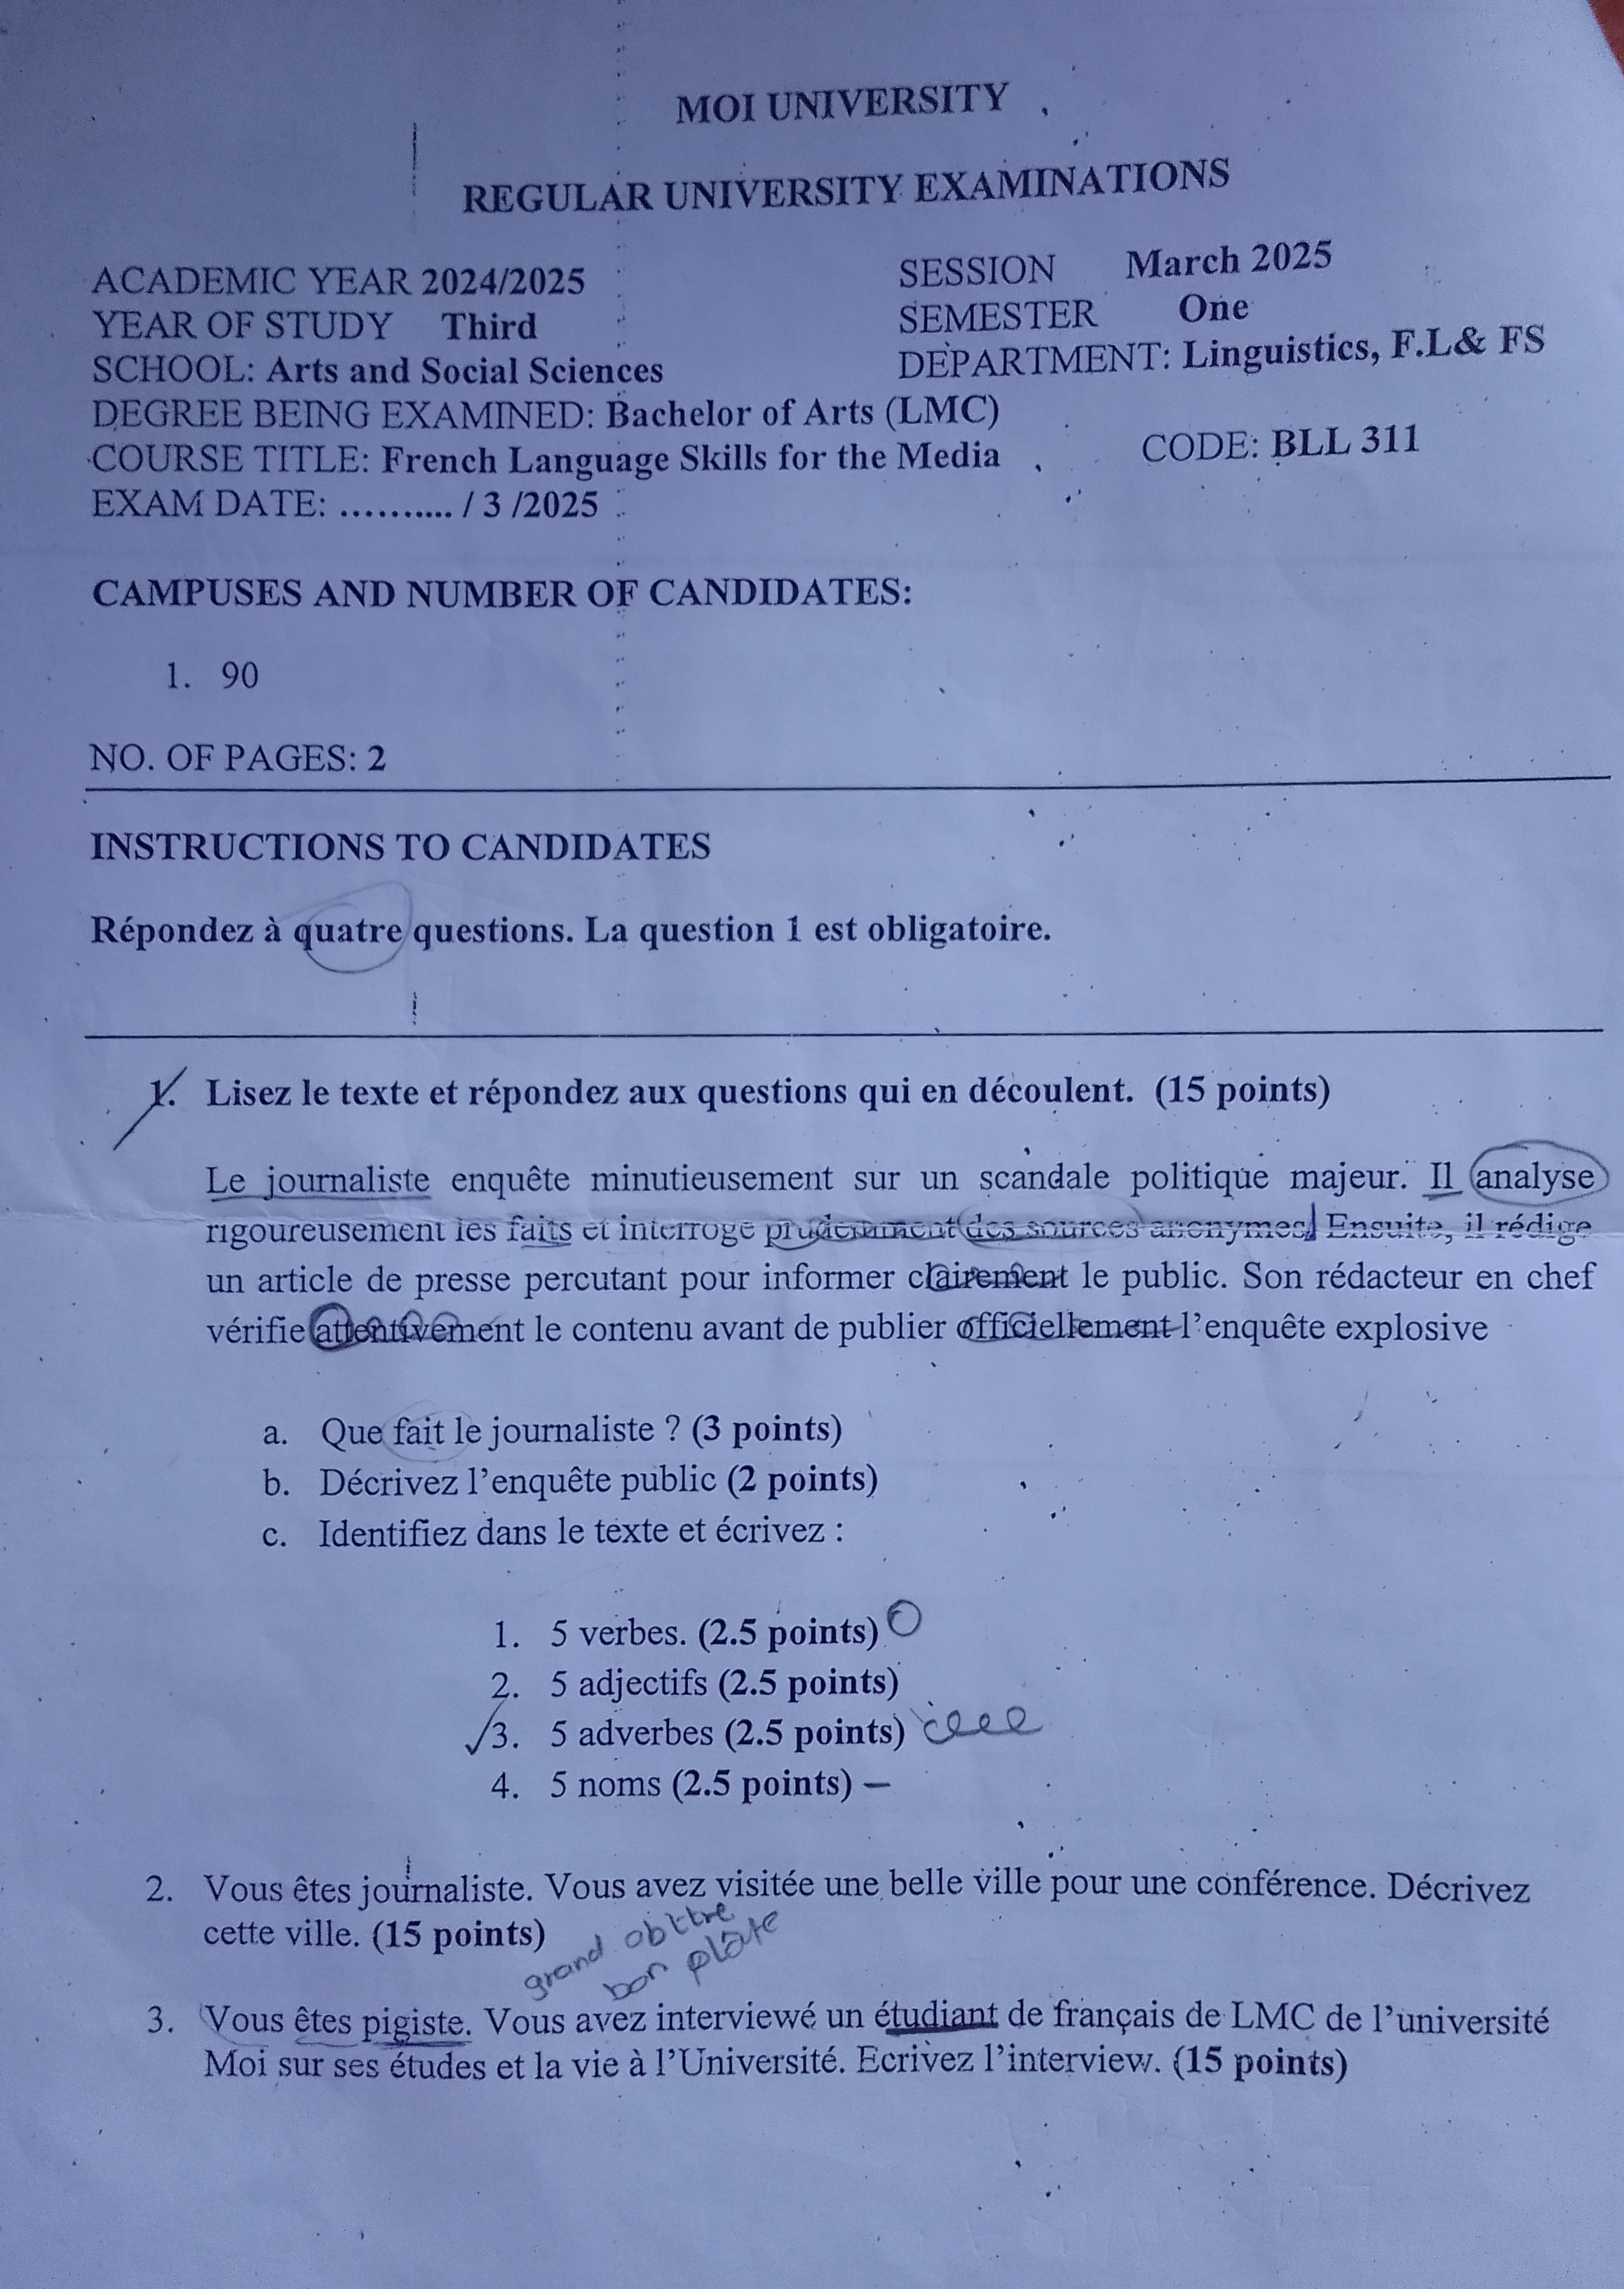 MOI UNIVERSITY
REGULAR UNIVERSITY EXAMINATIONS
ACADEMIC YEAR 2024/2025 SESSION March 2025
YEAR OF STUDY Third SEMESTER One
SCHOOL: Arts and Social Sciences DEPARTMENT: Linguistics, F.L& FS
DEGREE BEING EXAMINED: Bachelor of Arts (LMC)
COURSE TITLE: French Language Skills for the Media CODE: BLL 311
EXAM DATE: .......... / 3 /2025
CAMPUSES AND NUMBER OF CANDIDATES:
1. 90
NO. OF PAGES: 2
INSTRUCTIONS TO CANDIDATES
Répondez à quatre questions. La question 1 est obligatoire.
1. Lisez le texte et répondez aux questions qui en découlent. (15 points)
Le journaliste enquête minutieusement sur un scandale politique majeur. Il analyse
rigoureusement les faits et interroge prudemment des sources anonymes. Ensuite, il rédige
un article de presse percutant pour informer clairement le public. Son rédacteur en chef
vérifie attentivement le contenu avant de publier officiellement l'enquête explosive
a. Que fait le journaliste ? (3 points)
b. Décrivez l'enquête public (2 points)
c. Identifiez dans le texte et écrivez :
1. 5 verbes. (2.5 points)
2. 5 adjectifs (2.5 points)
3. 5 adverbes (2.5 points)
4. 5 noms (2.5 points) –
2. Vous êtes journaliste. Vous avez visitée une belle ville pour une conférence. Décrivez
cette ville. (15 points)
grand
bon
3. Vous êtes pigiste. Vous avez interviewé un étudiant de français de LMC de l'université
Moi sur ses études et la vie à l'Université. Ecrivez l'interview. (15 points)